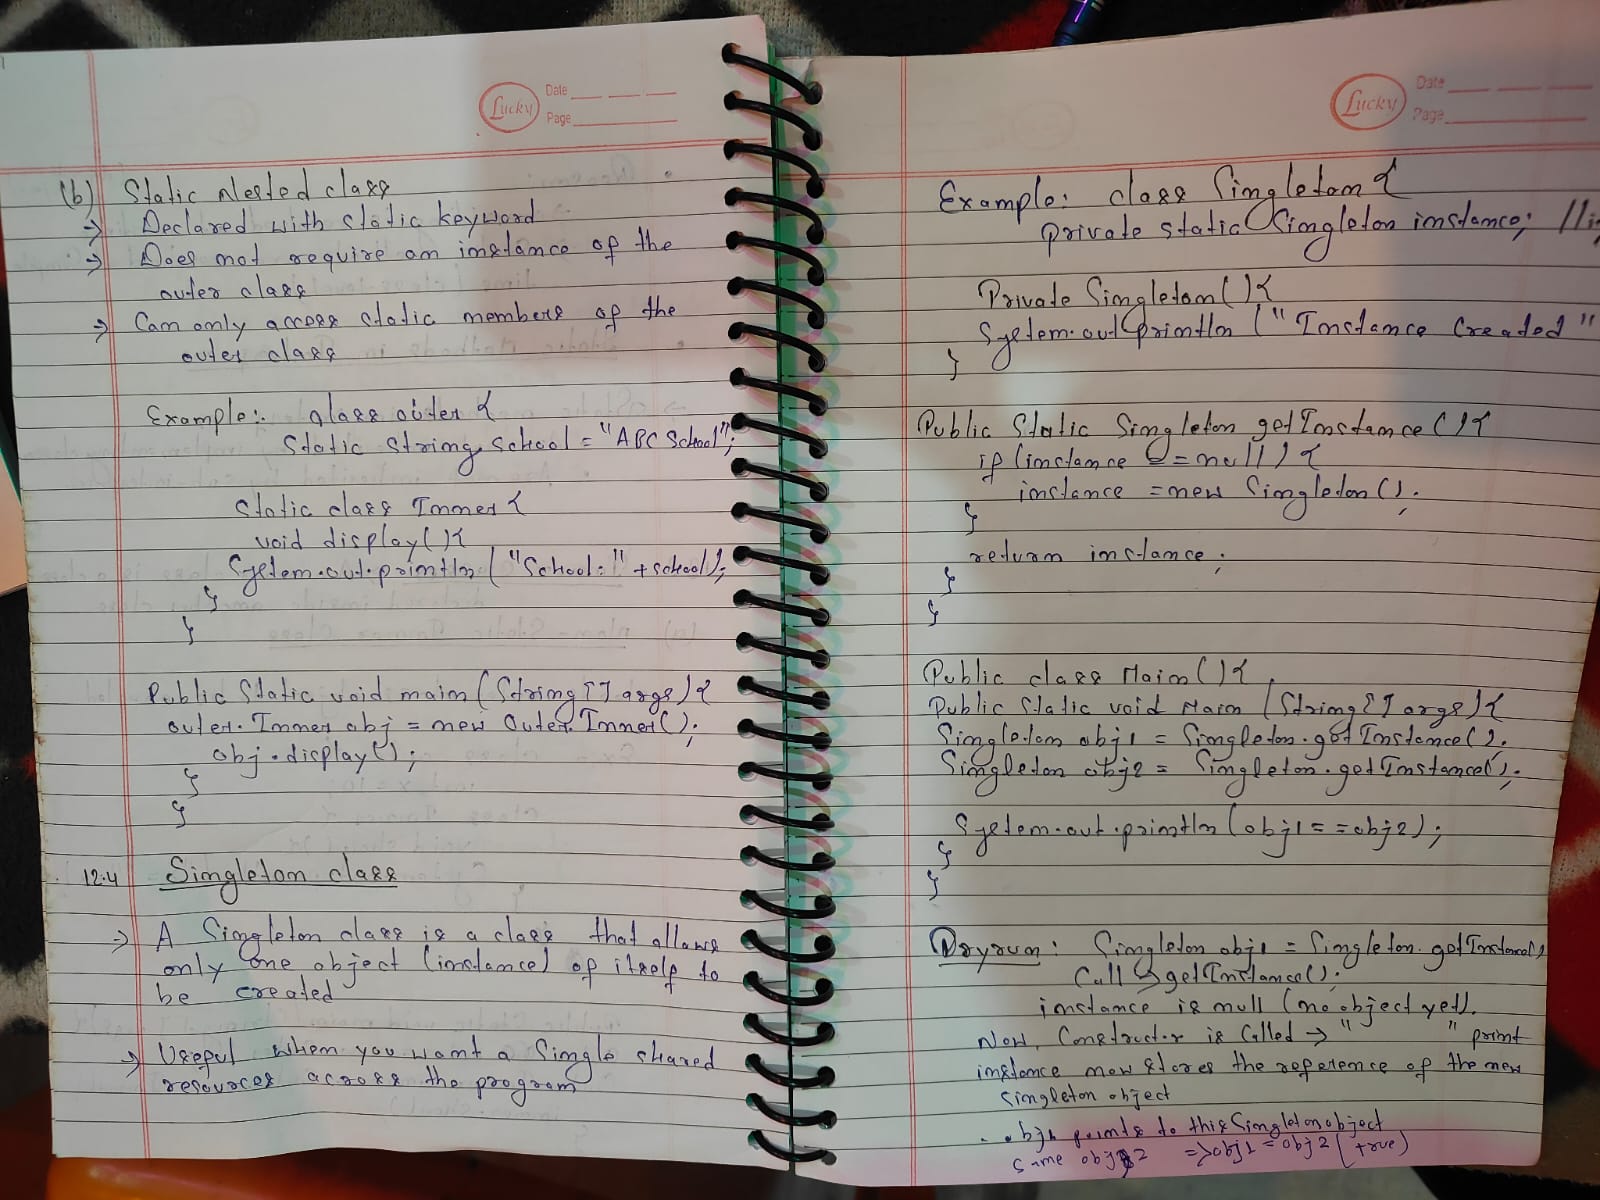 Lucky
Date
Page
(b) Static Nested class
→ Declared with static keyword
→ Does not require an instance of the
outer class
→ Can only access static members of the
outer class
Example:- class outer {
Static String School = "ABC School";
Static class Inner {
void display(){
System.out.println("School:" + school);
}
}
Public Static void main (String[] args) {
outer.Inner obj = new Outer.Inner();
obj.display();
}
}
12.4 Singleton class
→ A Singleton class is a class that allows
only one object (instance) of itself to
be created
→ Useful when you want a single shared
resources across the program
Lucky
Date
Page
Example: class Singleton {
private static Singleton instance; //
Private Singleton(){
System.out.println ("Instance Created"
}
Public Static Singleton getInstance () {
if (instance == null) {
instance = new Singleton();
}
return instance;
}
}
Public class Main () {
Public Static void Main (String[] args) {
Singleton obj1 = Singleton.getInstance();
Singleton obj2 = Singleton.getInstance();
System.out.println (obj1 == obj2);
}
}
Dryrun: Singleton obj1 = Singleton.getInstance()
Call → getInstance();
instance is null (no object yet).
Now, Constructor is Called → " " print
instance now stores the reference of the new
Singleton object
. obj1 points to this Singleton object
Same obj2 => obj1 = obj2 (true)